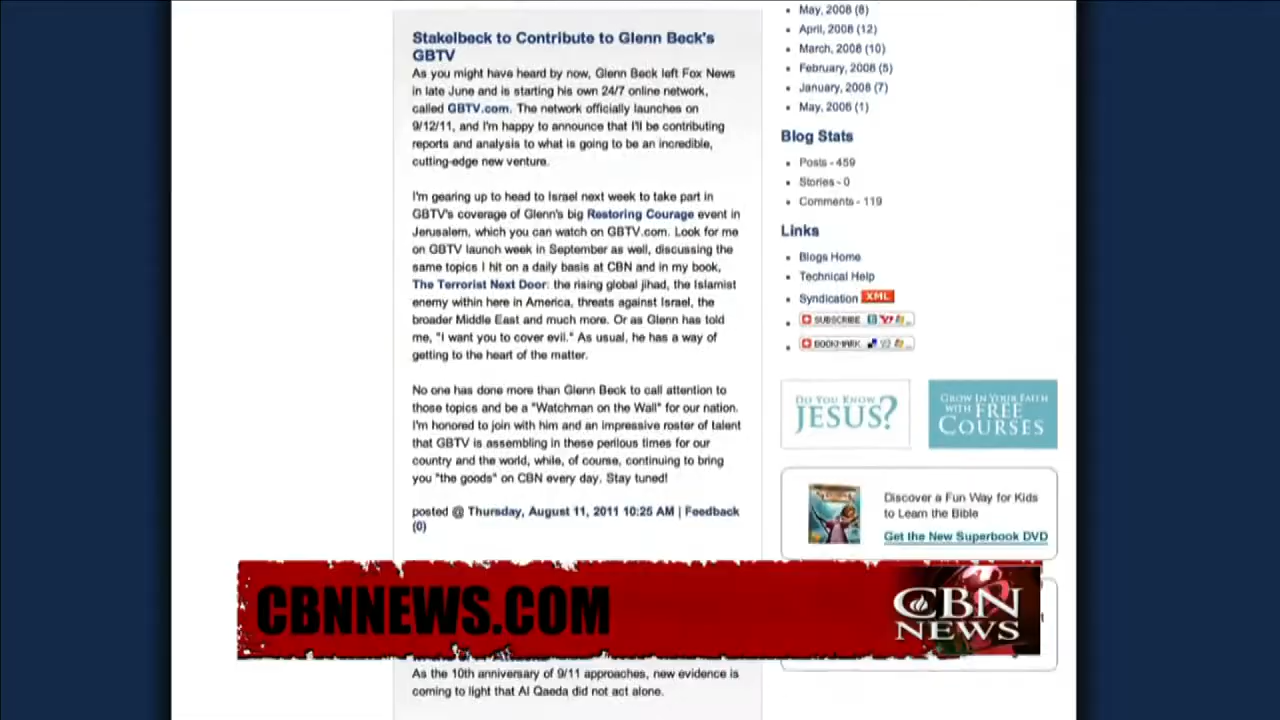 Stakelbeck to Contribute to Glenn Beck's
GBTV
As you might have heard by now, Glenn Beck left Fox News
in late June and is starting his own 24/7 online network,
called GBTV.com. The network officially launches on
9/12/11, and I'm happy to announce that I'll be contributing
reports and analysis to what is going to be an incredible,
cutting-edge new venture.
I'm gearing up to head to Israel next week to take part in
GBTV's coverage of Glenn's big Restoring Courage event in
Jerusalem, which you can watch on GBTV.com. Look for me
on GBTV launch week in September as well, discussing the
same topics I hit on a daily basis at CBN and in my book,
The Terrorist Next Door: the rising global jihad, the Islamist
enemy within here in America, threats against Israel, the
broader Middle East and much more. Or as Glenn has told
me, "I want you to cover evil." As usual, he has a way of
getting to the heart of the matter.
No one has done more than Glenn Beck to call attention to
those topics and be a "Watchman on the Wall" for our nation.
I'm honored to join with him and an impressive roster of talent
that GBTV is assembling in these perilous times for our
country and the world, while, of course, continuing to bring
you "the goods" on CBN every day. Stay tuned!
posted @ Thursday, August 11, 2011 10:25 AM | Feedback
(0)
As the 10th anniversary of 9/11 approaches, new evidence is
coming to light that Al Qaeda did not act alone.
May, 2008 (8)
April, 2008 (12)
March, 2008 (10)
February, 2008 (5)
January, 2008 (7)
May, 2006 (1)
Blog Stats
Posts - 459
Stories - 0
Comments - 119
Links
Blogs Home
Technical Help
Syndication XML
SUBSCRIBE
BOOKMARK
DO YOU KNOW
JESUS?
GROW IN YOUR FAITH
WITH FREE
COURSES
Discover a Fun Way for Kids
to Learn the Bible
Get the New Superbook DVD
CBNNEWS.COM
CBN
NEWS